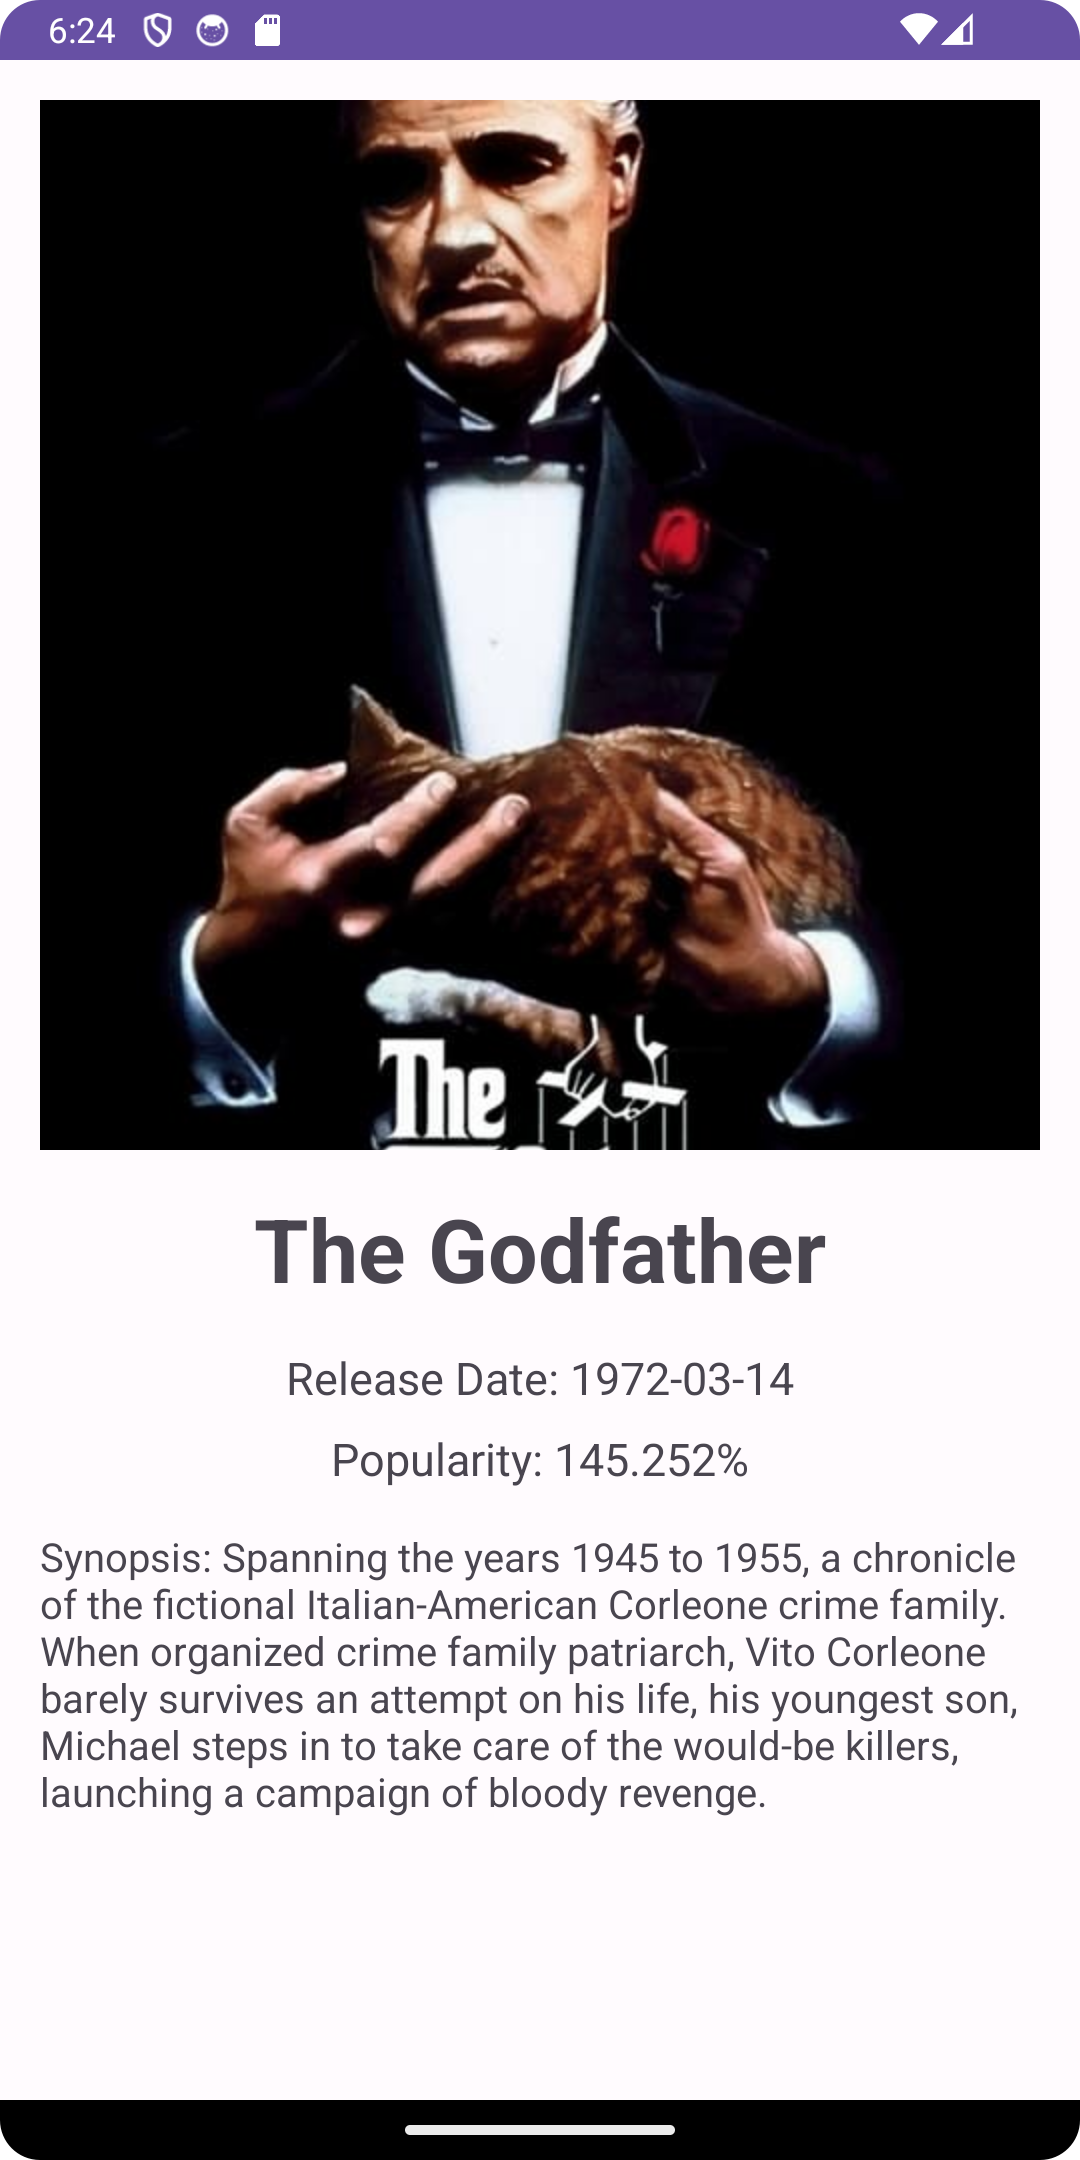 6:24
The
The Godfather
Release Date: 1972-03-14
Popularity: 145.252%
Synopsis: Spanning the years 1945 to 1955, a chronicle
of the fictional Italian-American Corleone crime family.
When organized crime family patriarch, Vito Corleone
barely survives an attempt on his life, his youngest son,
Michael steps in to take care of the would-be killers,
launching a campaign of bloody revenge.